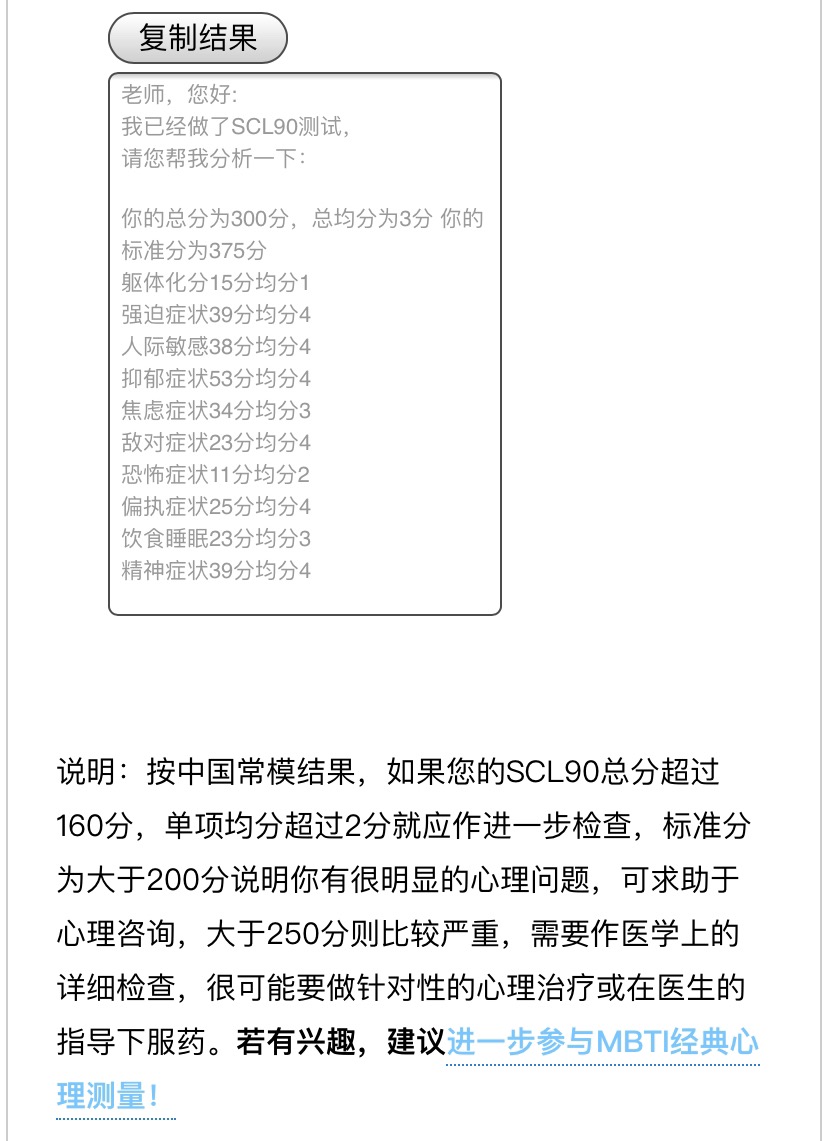 复制结果
老师，您好:
我已经做了SCL90测试，
请您帮我分析一下：
你的总分为300分，总均分为3分 你的
标准分为375分
躯体化分15分均分1
强迫症状39分均分4
人际敏感38分均分4
抑郁症状53分均分4
焦虑症状34分均分3
敌对症状23分均分4
恐怖症状11分均分2
偏执症状25分均分4
饮食睡眠23分均分3
精神症状39分均分4
说明：按中国常模结果，如果您的SCL90总分超过
160分，单项均分超过2分就应作进一步检查，标准分
为大于200分说明你有很明显的心理问题，可求助于
心理咨询，大于250分则比较严重，需要作医学上的
详细检查，很可能要做针对性的心理治疗或在医生的
指导下服药。若有兴趣，建议进一步参与MBTI经典心
理测量！